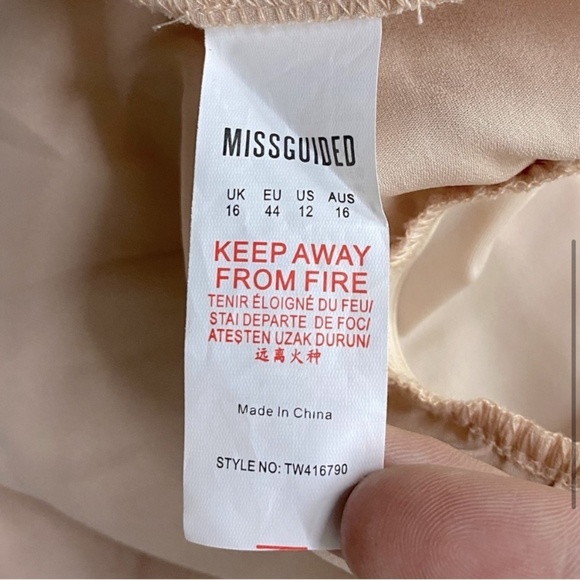 MISSGUIDED
UK EU US AUS
16 44 12 16
KEEP AWAY
FROM FIRE
TENIR ÉLOIGNÉ DU FEU/
STAI DEPARTE DE FOC/
ATEŞTEN UZAK DURUN/
远离火种
Made In China
STYLE NO: TW416790